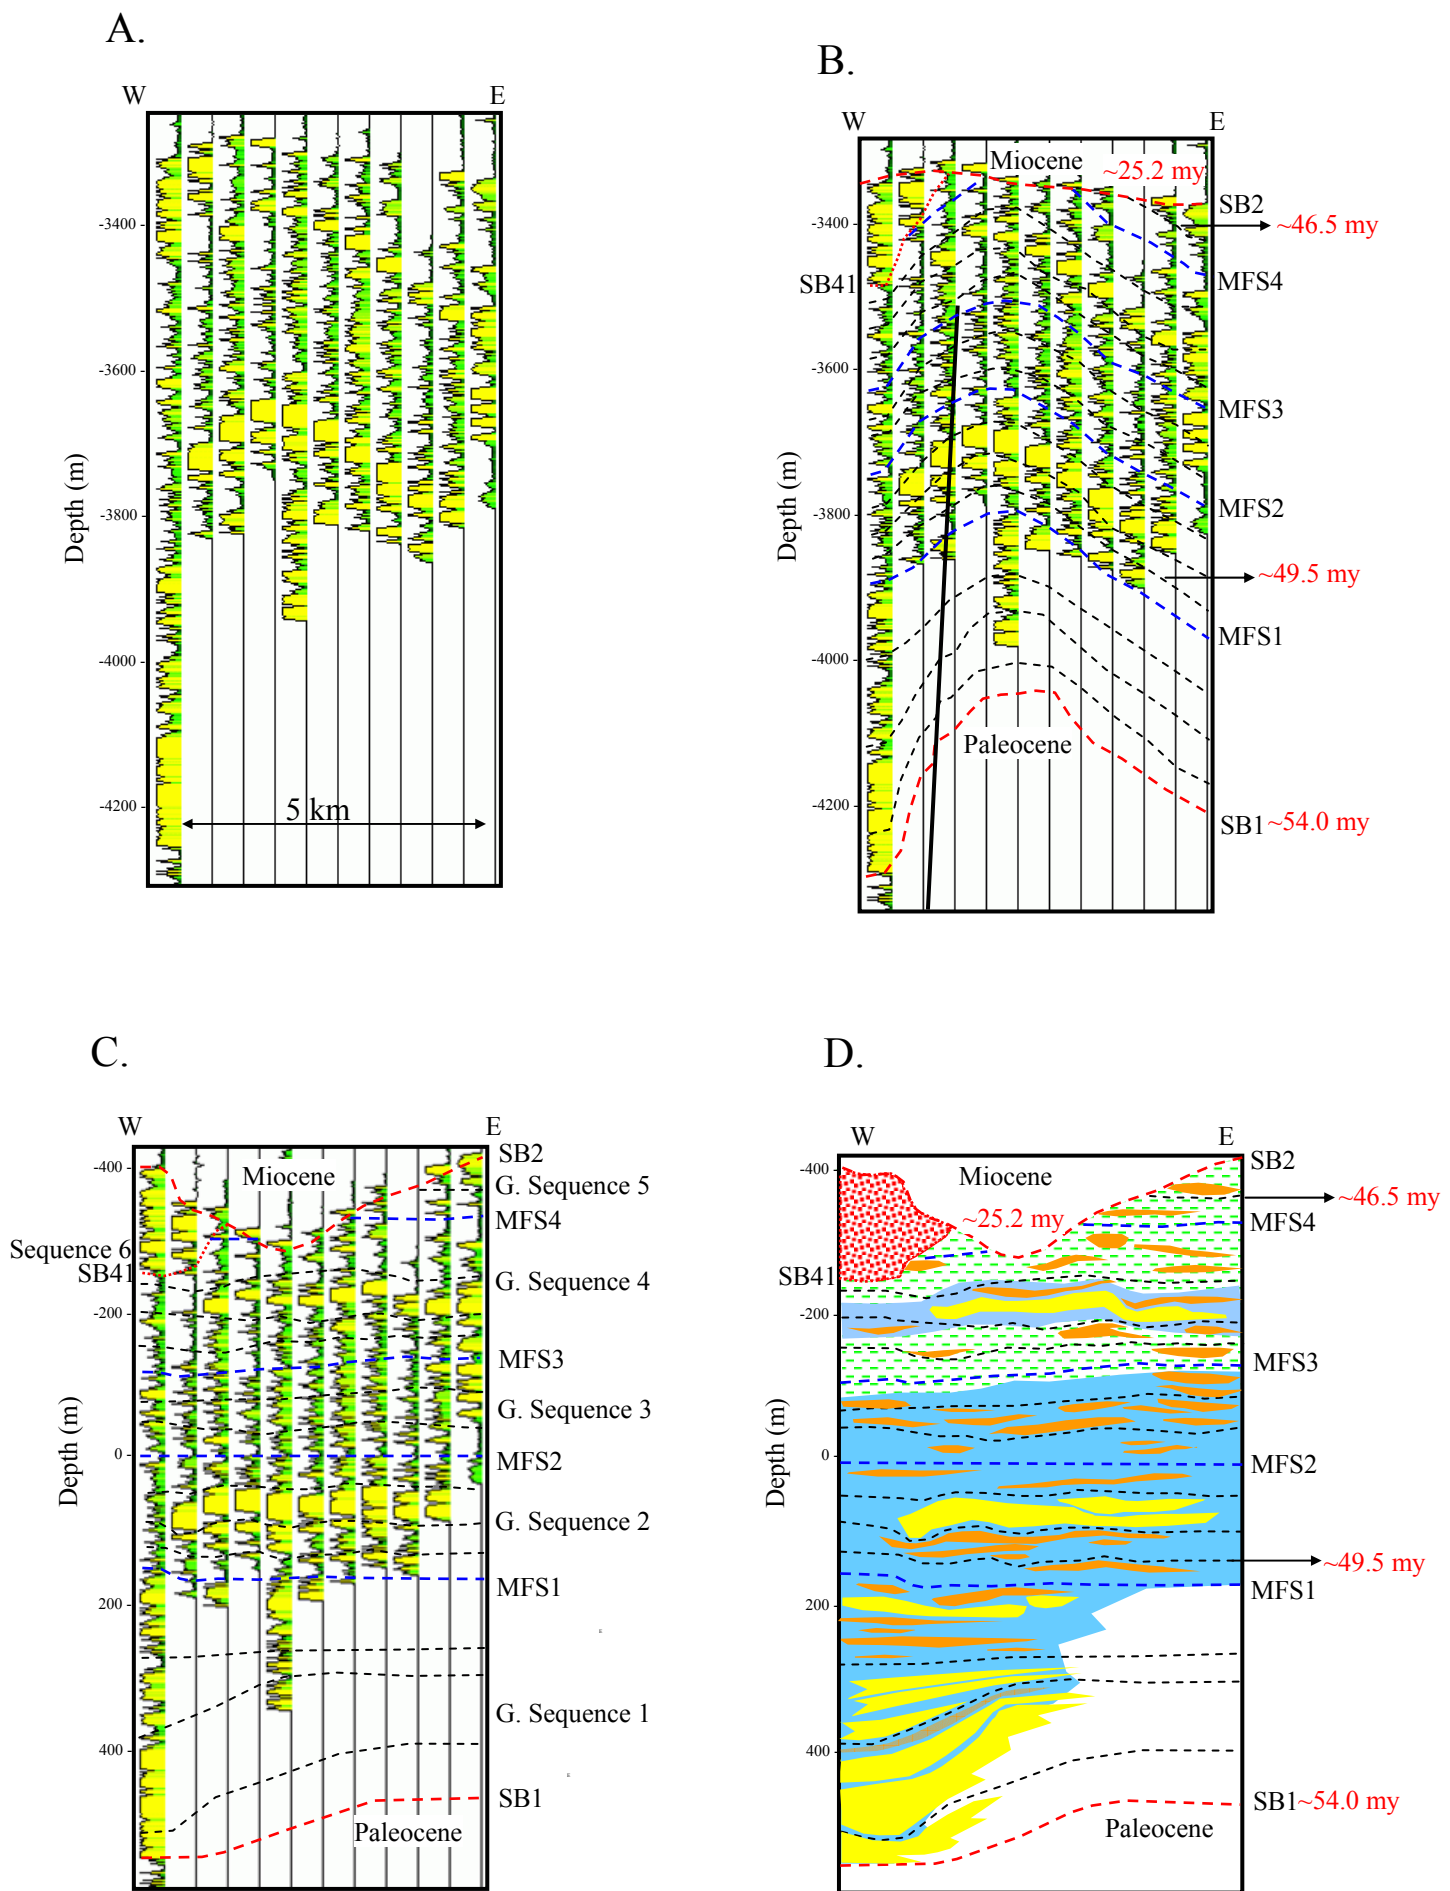 A.
W E
-3400
-3600
Depth (m)
-3800
-4000
-4200
5 km
B.
W E
Miocene
~25.2 my
SB2
-3400
~46.5 my
SB41
MFS4
-3600
MFS3
Depth (m)
MFS2
-3800
~49.5 my
MFS1
-4000
Paleocene
-4200
SB1 ~54.0 my
C.
W E
SB2
-400
Miocene
G. Sequence 5
MFS4
Sequence 6
SB41
G. Sequence 4
-200
MFS3
G. Sequence 3
Depth (m)
0
MFS2
G. Sequence 2
MFS1
200
G. Sequence 1
400
SB1
Paleocene
D.
W E
SB2
-400
Miocene
~46.5 my
~25.2 my
MFS4
SB41
-200
MFS3
Depth (m)
0
MFS2
~49.5 my
MFS1
200
400
SB1 ~54.0 my
Paleocene